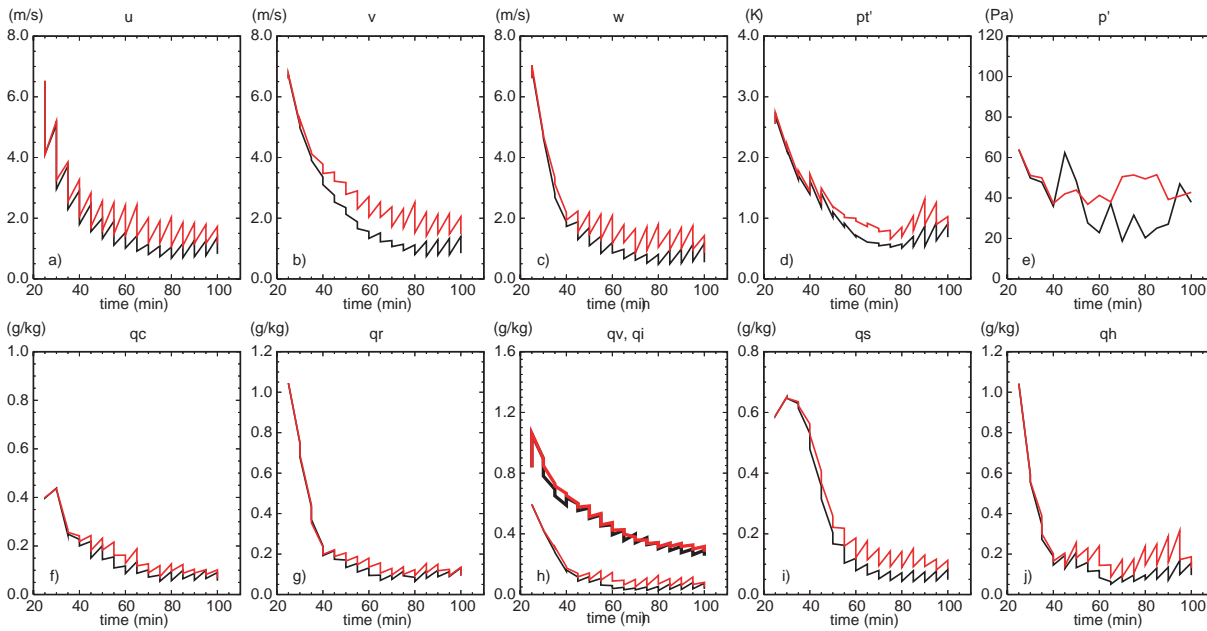 (m/s) u (m/s) v (m/s) w (K) pt' (Pa) p'
8.0 8.0 8.0 4.0 120
100
6.0 6.0 6.0 3.0
80
4.0 4.0 4.0 2.0 60
40
2.0 2.0 2.0 1.0
20
a) b) c) d) e)
0.0 0.0 0.0 0.0 0
20 40 60 80 100 20 40 60 80 100 20 40 60 80 100 20 40 60 80 100 20 40 60 80 100
time (min) time (min) time (min) time (min) time (min)
(g/kg) qc (g/kg) qr (g/kg) qv, qi (g/kg) qs (g/kg) qh
1.0 1.2 1.6 0.8 1.2
0.8 1.0 1.0
1.2 0.6
0.6 0.8 0.8
0.8 0.4 0.6
0.6
0.4 0.4 0.4
0.4 0.2
0.2 0.2 0.2
f) g) h) i) j)
0.0 0.0 0.0 0.0 0.0
20 40 60 80 100 20 40 60 80 100 20 40 60 80 100 20 40 60 80 100 20 40 60 80 100
time (min) time (min) time (min) time (min) time (min)